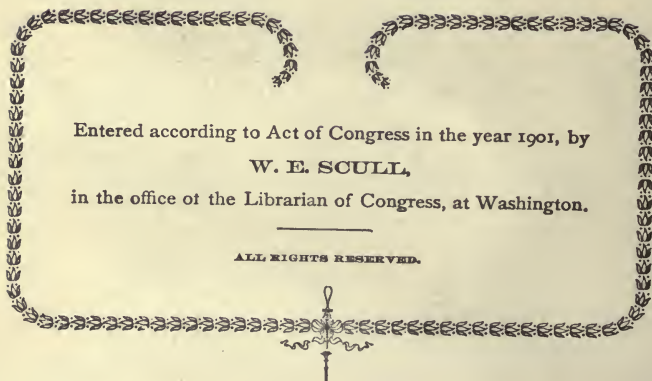 Entered according to Act of Congress in the year 1901, by
W. E. SCULL,
in the office ot the Librarian of Congress, at Washington.
ALL RIGHTS RESERVED.